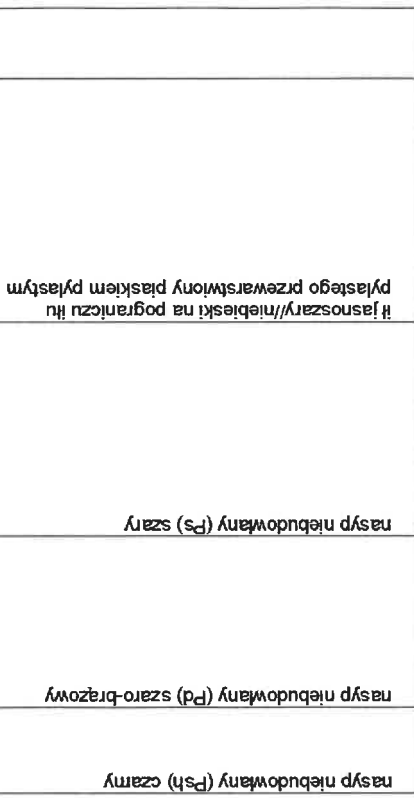 nasyp niebudowlany (Psh) czarny
nasyp niebudowlany (Pd) szaro-brązowy
nasyp niebudowlany (Ps) szary
ił jasnoszary//niebieski na pograniczu iłu
pylastego przewarstwiony piaskiem pylastym